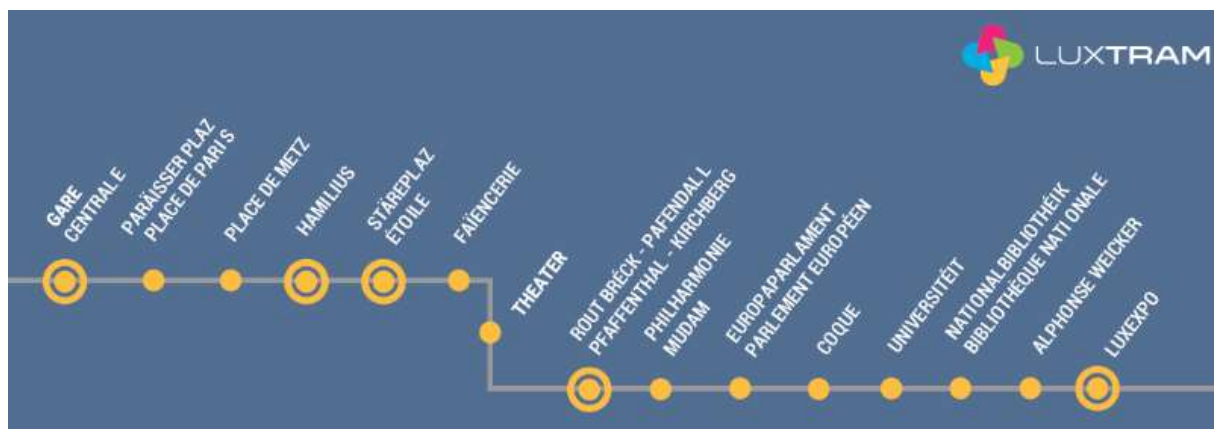 LUXTRAM
GARE
CENTRALE
PARÄISSER PLAZ
PLACE DE PARIS
PLACE DE METZ
HAMILIUS
STÄREPLAZ
ÉTOILE
FAÏENCERIE
THEATER
ROUT BRÉCK - PAFENDALL
PFAFFENTHAL - KIRCHBERG
PHILHARMONIE
MUDAM
EUROPAPARLAMENT
PARLEMENT EUROPÉEN
COQUE
UNIVERSITÉIT
NATIONALBIBLIOTHÉIK
BIBLIOTHÈQUE NATIONALE
ALPHONSE WEICKER
LUXEXPO